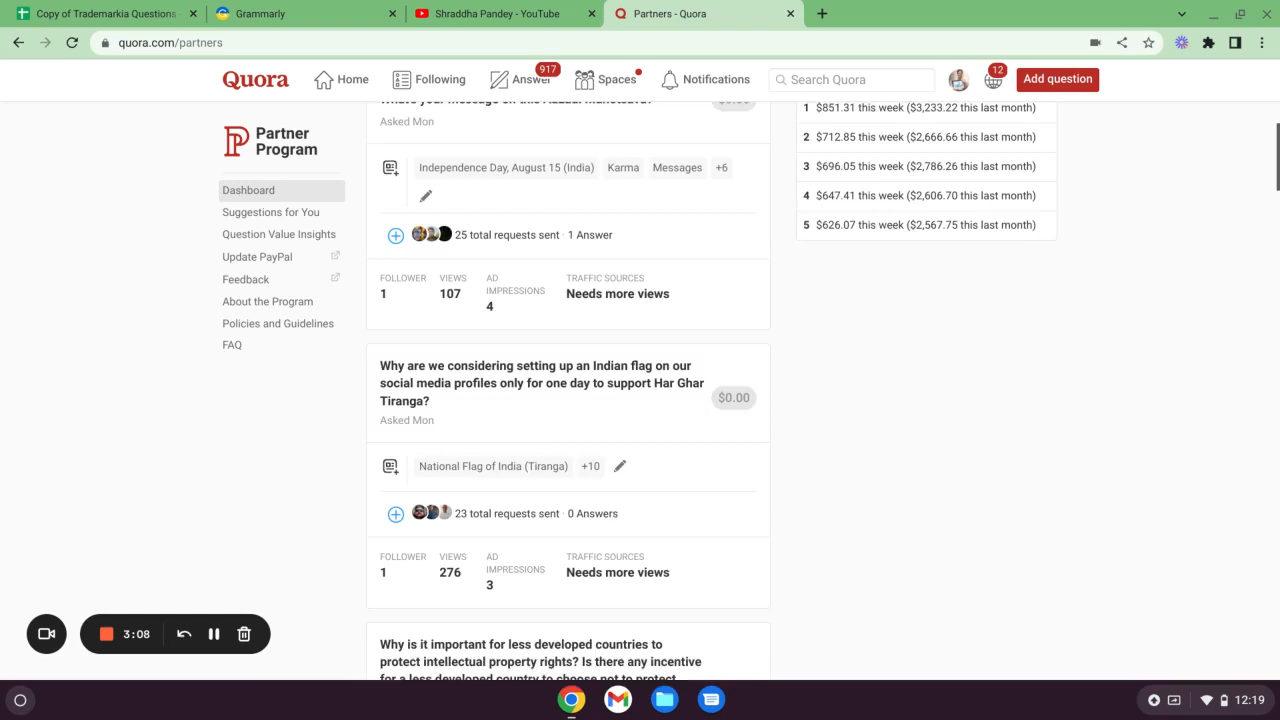 Copy of Trademarkia Questions
Grammarly
Shraddha Pandey - YouTube
Partners - Quora
quora.com/partners
Quora
Home
Following
Answer
917
Spaces
Notifications
Search Quora
12
Add question
Partner
Program
Dashboard
Suggestions for You
Question Value Insights
Update PayPal
Feedback
About the Program
Policies and Guidelines
FAQ
Asked Mon
Independence Day, August 15 (India) Karma Messages +6
25 total requests sent · 1 Answer
FOLLOWER VIEWS AD IMPRESSIONS TRAFFIC SOURCES
1 107 4 Needs more views
Why are we considering setting up an Indian flag on our
social media profiles only for one day to support Har Ghar
Tiranga?
$0.00
Asked Mon
National Flag of India (Tiranga) +10
23 total requests sent · 0 Answers
FOLLOWER VIEWS AD IMPRESSIONS TRAFFIC SOURCES
1 276 3 Needs more views
Why is it important for less developed countries to
protect intellectual property rights? Is there any incentive
for a less developed country to choose not to protect
1 $851.31 this week ($3,233.22 this last month)
2 $712.85 this week ($2,666.66 this last month)
3 $696.05 this week ($2,786.26 this last month)
4 $647.41 this week ($2,606.70 this last month)
5 $626.07 this week ($2,567.75 this last month)
3:08
12:19